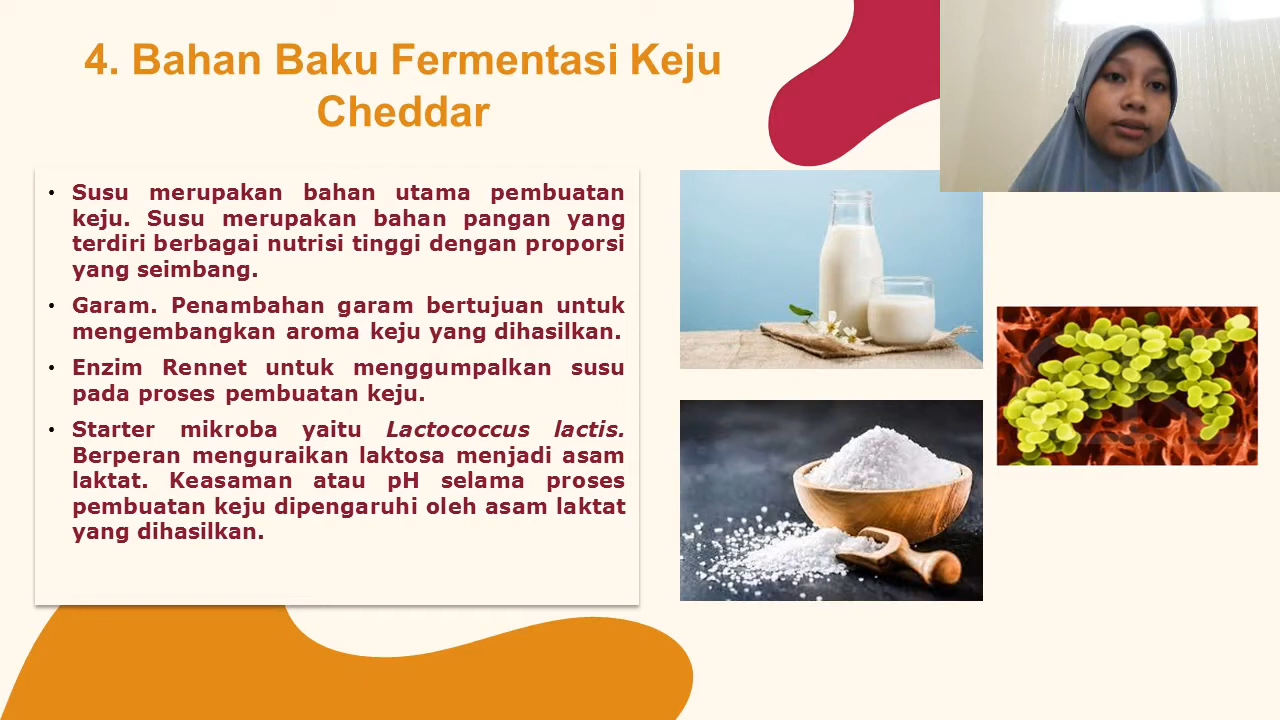 4. Bahan Baku Fermentasi Keju
Cheddar
• Susu merupakan bahan utama pembuatan
keju. Susu merupakan bahan pangan yang
terdiri berbagai nutrisi tinggi dengan proporsi
yang seimbang.
• Garam. Penambahan garam bertujuan untuk
mengembangkan aroma keju yang dihasilkan.
• Enzim Rennet untuk menggumpalkan susu
pada proses pembuatan keju.
• Starter mikroba yaitu Lactococcus lactis.
Berperan menguraikan laktosa menjadi asam
laktat. Keasaman atau pH selama proses
pembuatan keju dipengaruhi oleh asam laktat
yang dihasilkan.